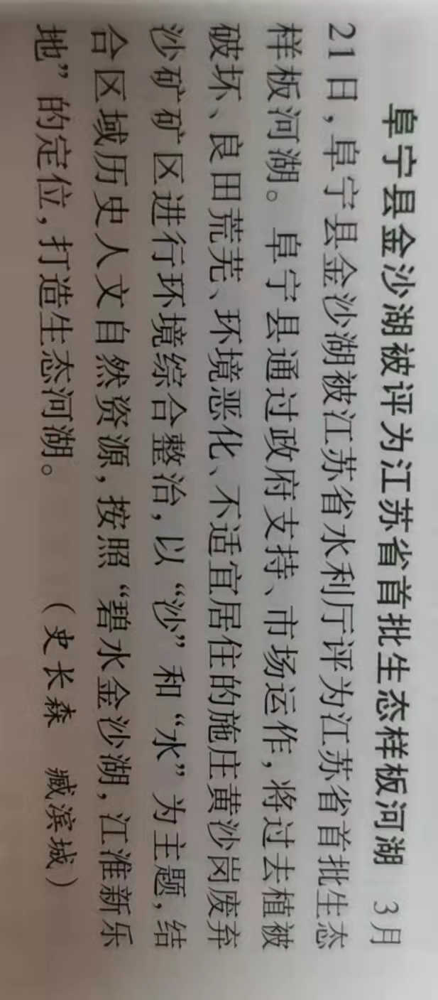 阜宁县金沙湖被评为江苏省首批生态样板河湖 3月
21日,阜宁县金沙湖被江苏省水利厅评为江苏省首批生态
样板河湖。阜宁县通过政府支持、市场运作,将过去植被
破坏、良田荒芜、环境恶化、不适宜居住的施庄黄沙岗废弃
沙矿矿区进行环境综合整治,以“沙”和“水”为主题,结
合区域历史人文自然资源,按照“碧水金沙湖,江淮新乐
地”的定位,打造生态河湖。 (史长森 臧滨城)